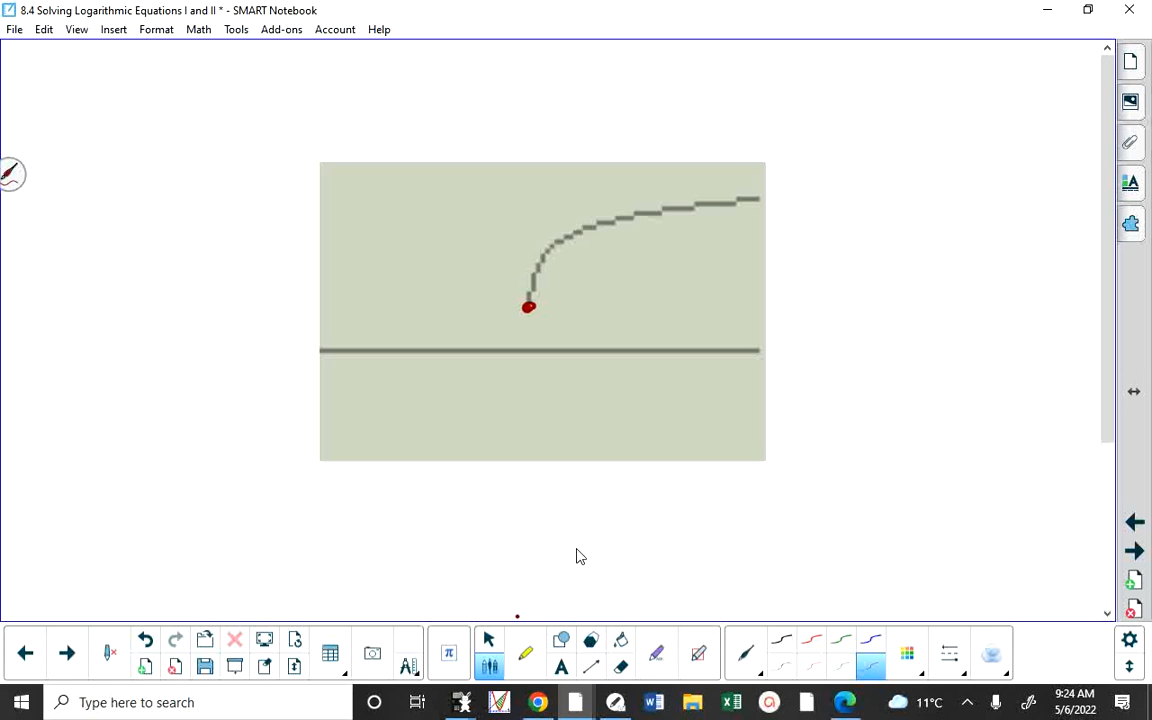 8.4 Solving Logarithmic Equations I and II * - SMART Notebook
File Edit View Insert Format Math Tools Add-ons Account Help
π
A
Type here to search
11°C
9:24 AM
5/6/2022